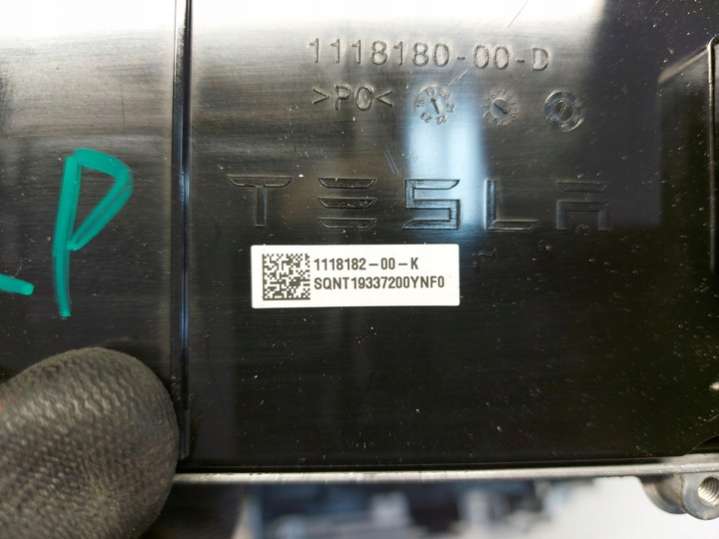 1118180-00-D
>PC<
TESLA
P
1118182-00-K
SQNT19337200YNF0